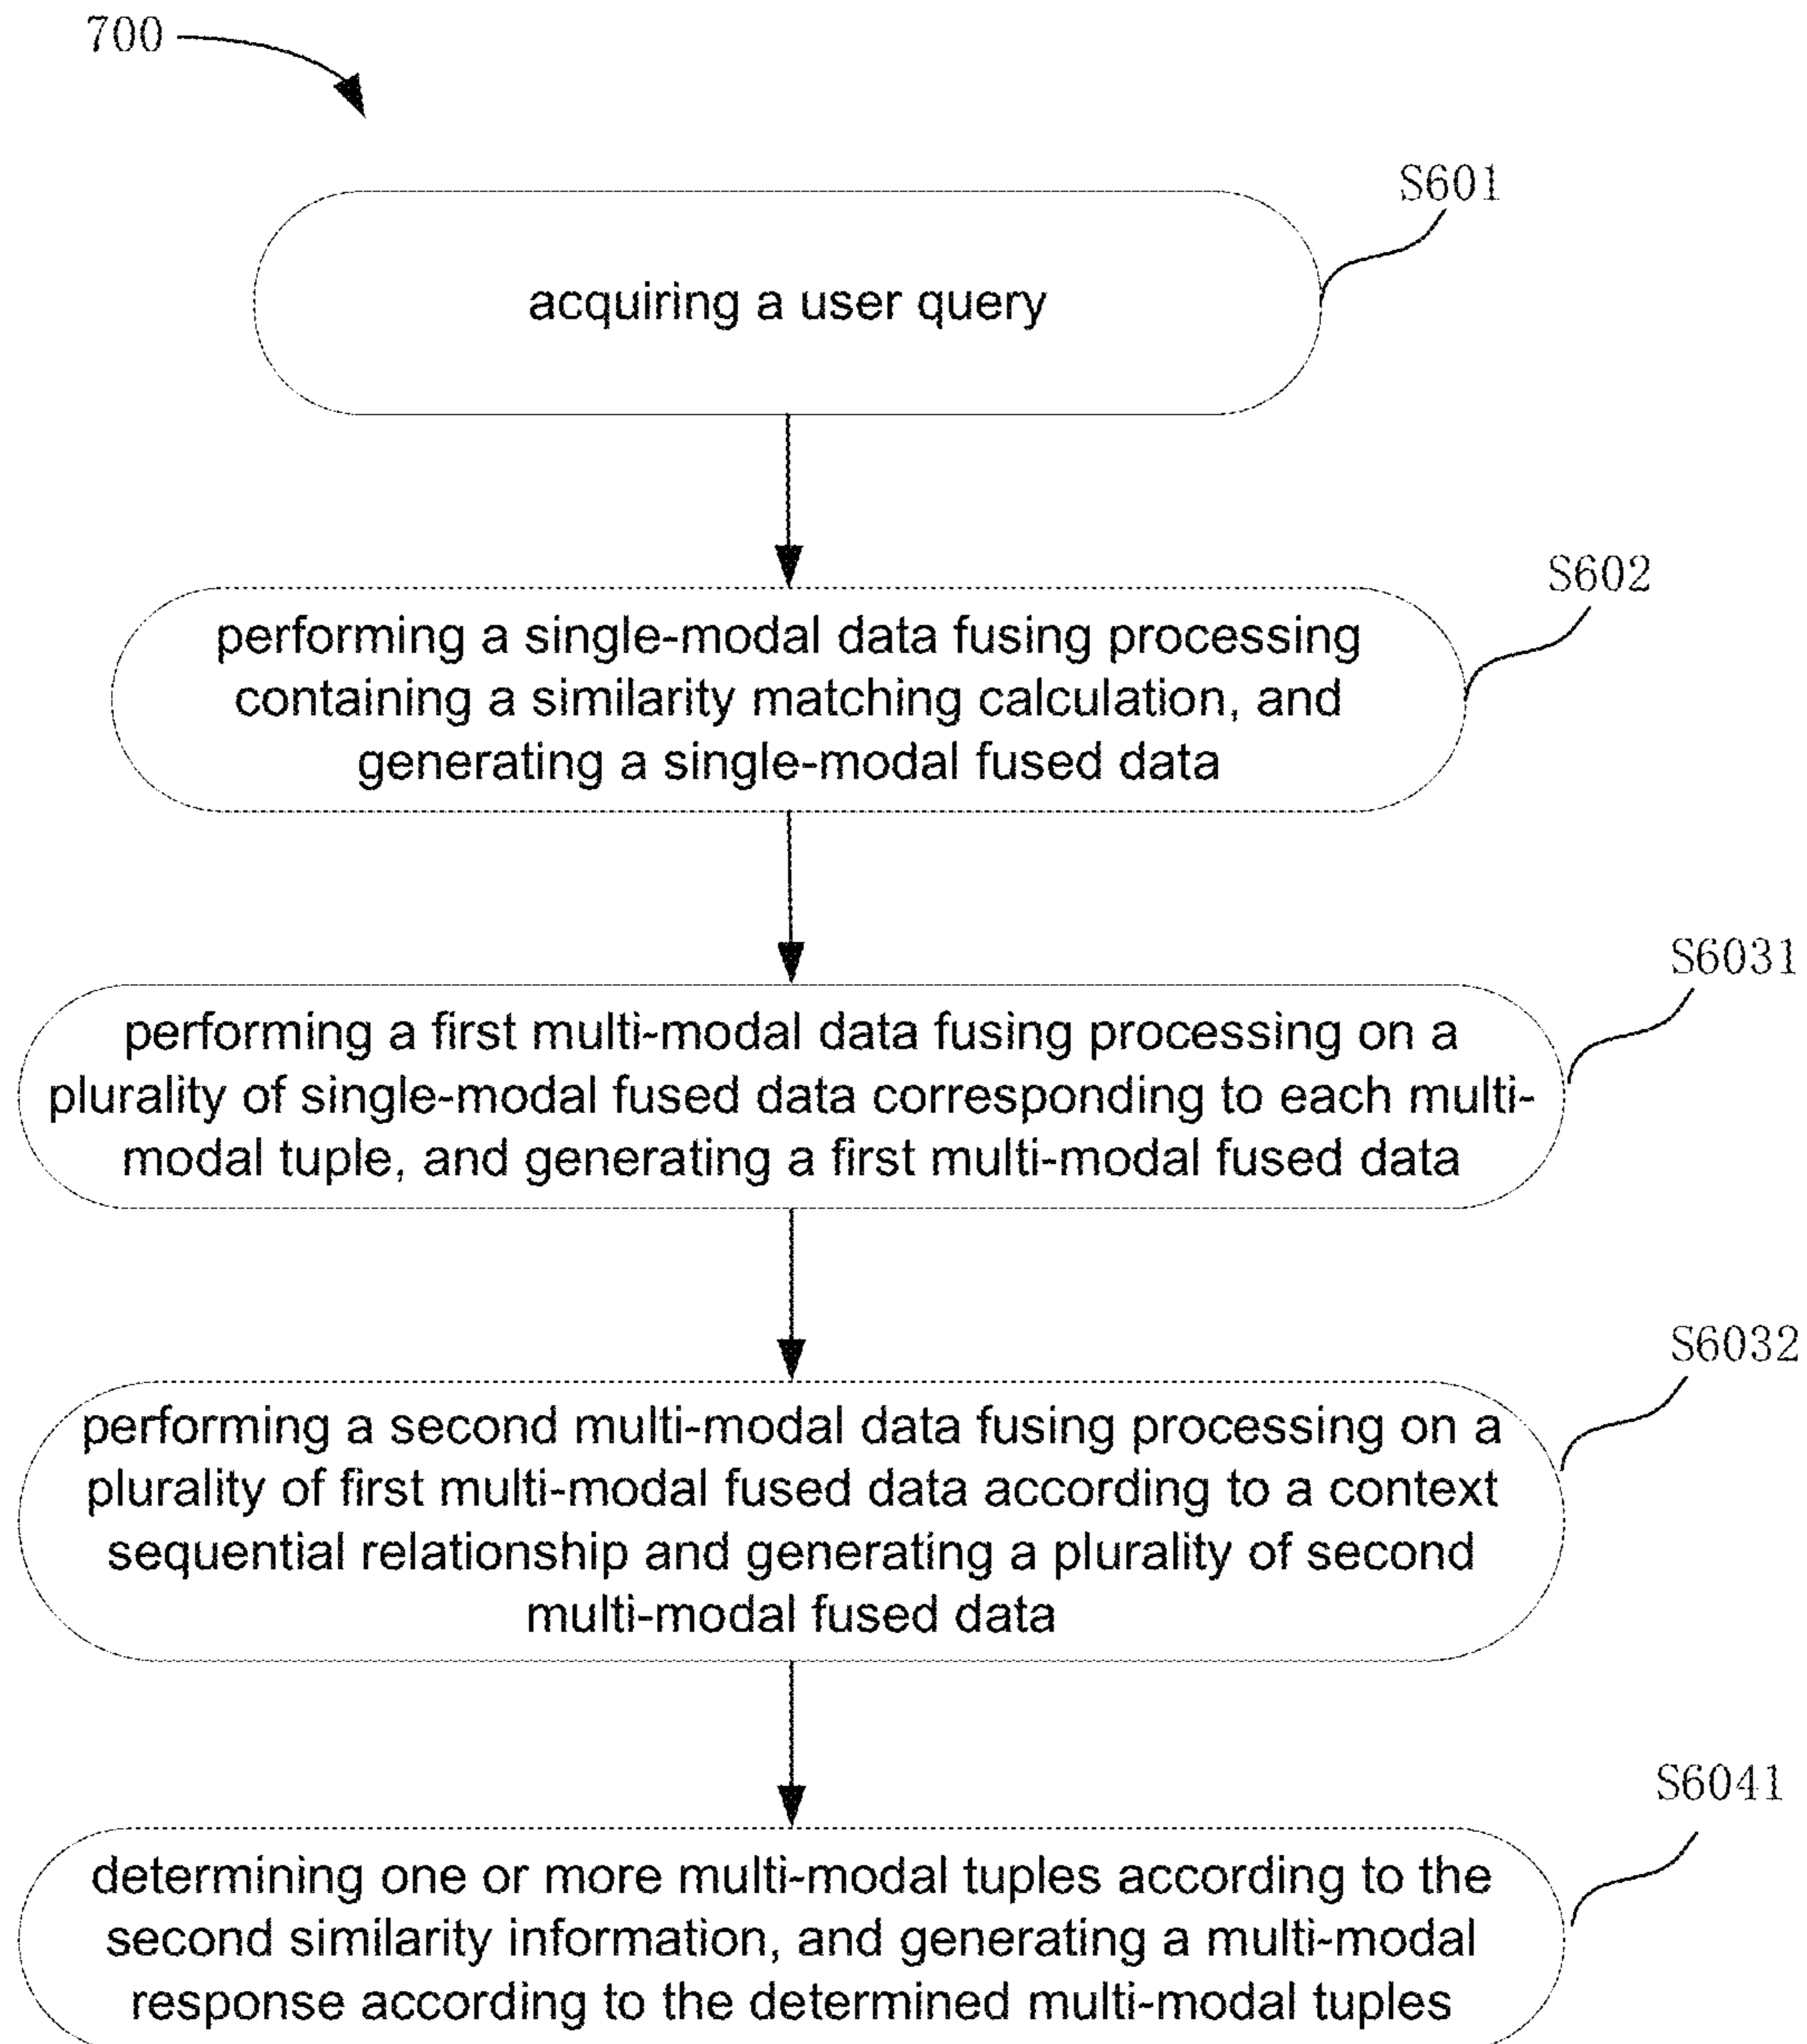 700
S601
acquiring a user query
S602
performing a single-modal data fusing processing
containing a similarity matching calculation, and
generating a single-modal fused data
S6031
performing a first multi-modal data fusing processing on a
plurality of single-modal fused data corresponding to each multi-
modal tuple, and generating a first multi-modal fused data
S6032
performing a second multi-modal data fusing processing on a
plurality of first multi-modal fused data according to a context
sequential relationship and generating a plurality of second
multi-modal fused data
S6041
determining one or more multi-modal tuples according to the
second similarity information, and generating a multi-modal
response according to the determined multi-modal tuples